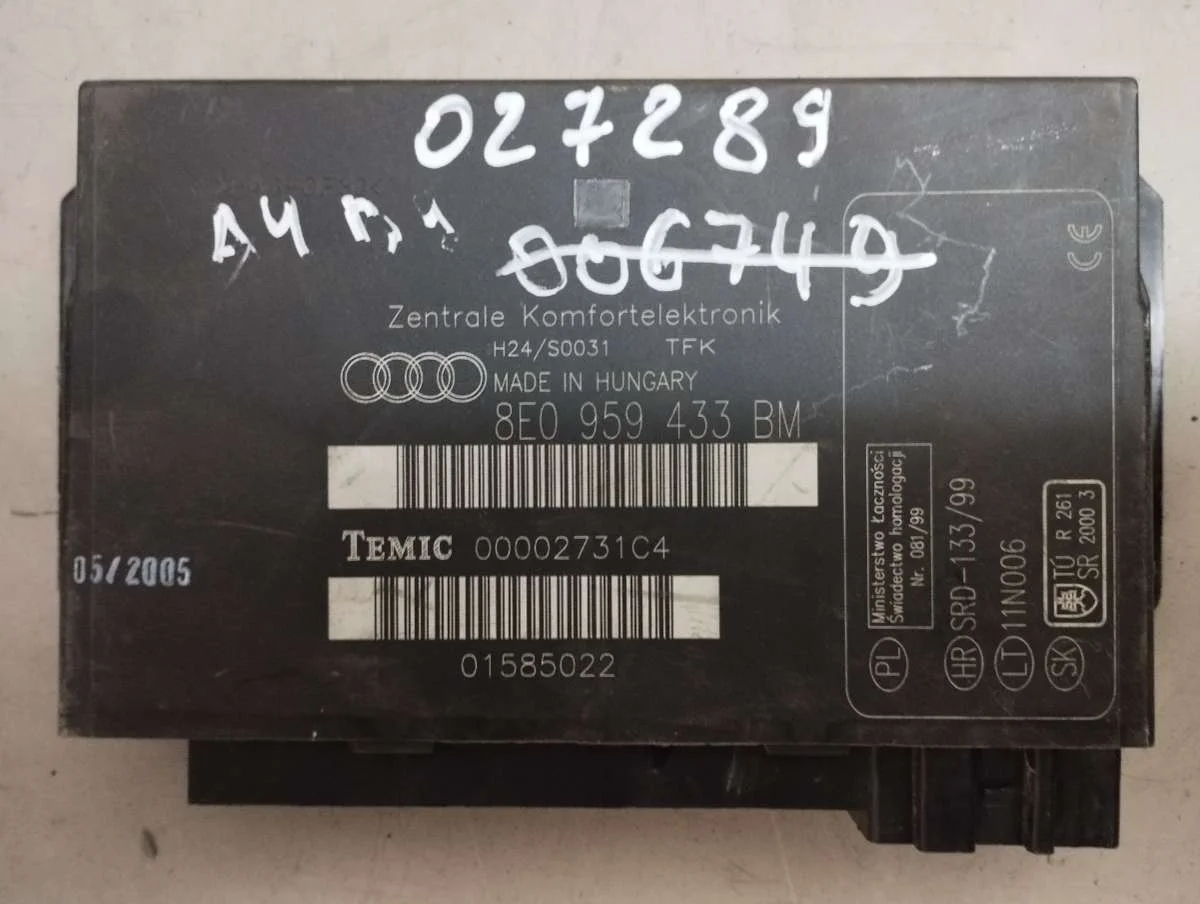 027289
A4
006749
CE
Zentrale Komfortelektronik
H24/S0031 TFK
MADE IN HUNGARY
8E0 959 433 BM
TEMIC 00002731C4
05/2005
01585022
PL Ministerstwo Łączności
Świadectwo homologacji
Nr. 081/99
HR SRD-133/99
LT 11N006
SK TÚ R 261
SR 2000 3